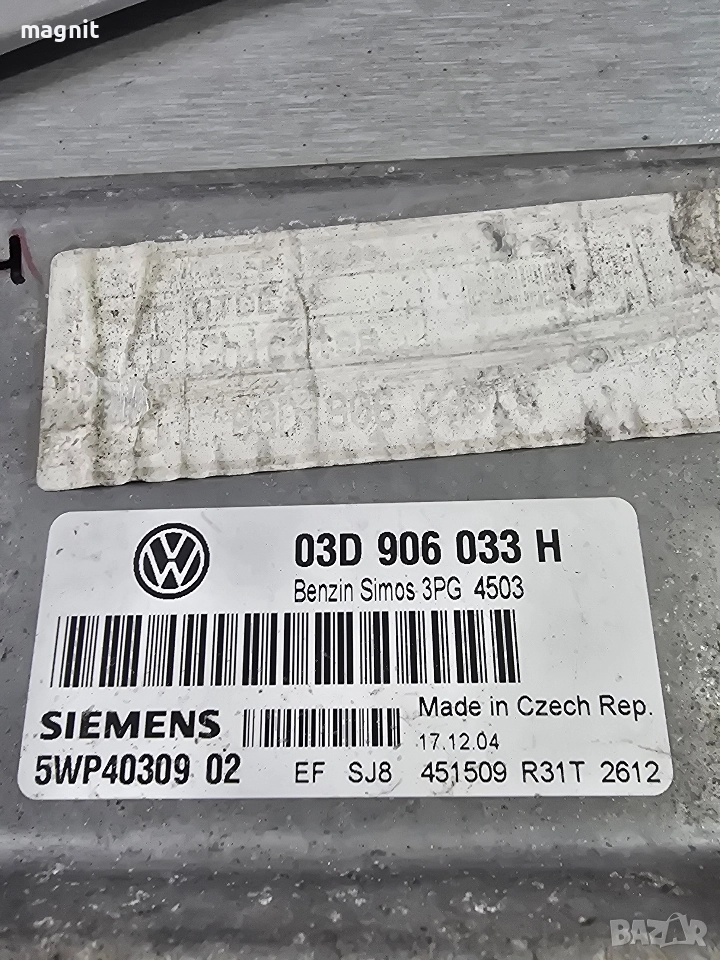 magnit
03D 906 033 H
Benzin Simos 3PG 4503
SIEMENS
Made in Czech Rep.
17.12.04
5WP40309 02
EF SJ8 451509 R31T 2612
BAZAR